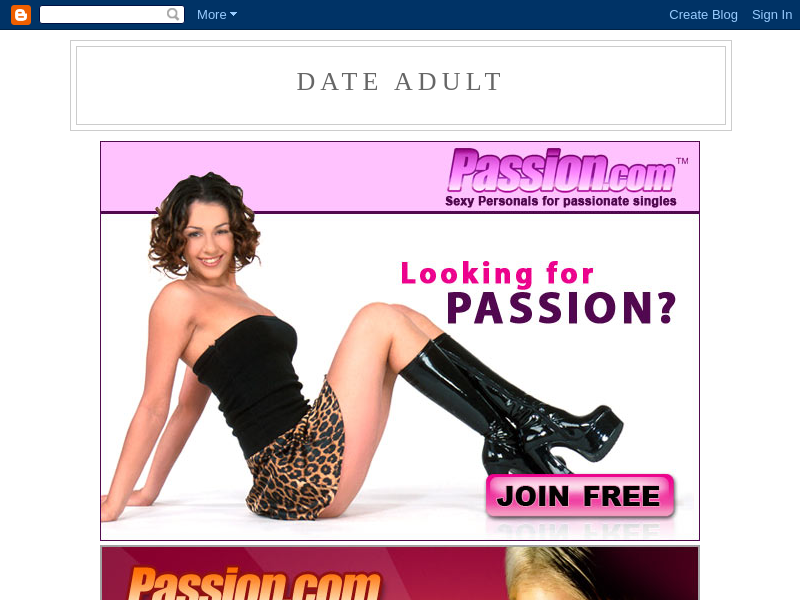 More
Create Blog
Sign In
DATE ADULT
Passion.com™
Sexy Personals for passionate singles
Looking for
PASSION?
JOIN FREE
Passion.com